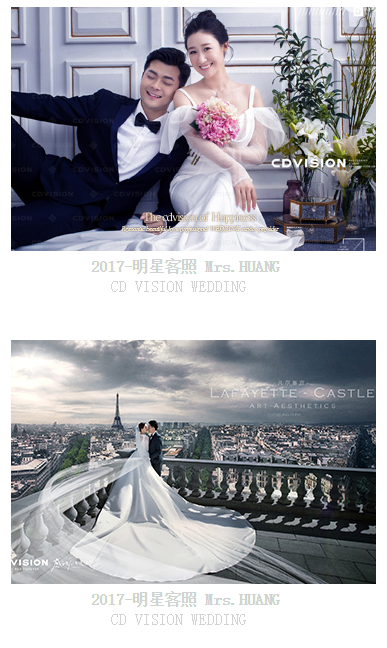 CDVISION
The cdvision of Happiness
2017-明星客照 Mrs.HUANG
CD VISION WEDDING
LAFAYETTE · CASTLE
ART·AESTHETICS
VISION
2017-明星客照 Mrs.HUANG
CD VISION WEDDING